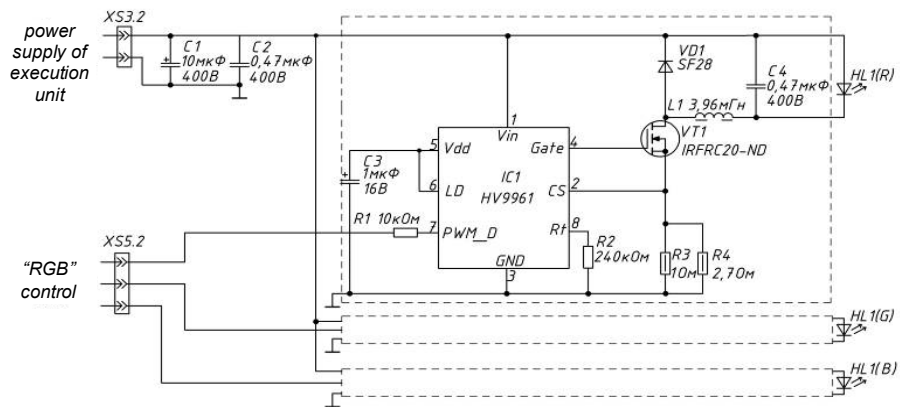 XS3.2
power
supply of
execution
unit
C1
10мкФ
400В
C2
0,47мкФ
400В
VD1
SF28
C4
0,47мкФ
400В
HL1(R)
L1 3,96мГн
VT1
IRFRC20-ND
1
Vin
5
Vdd
Gate
4
C3
1мкФ
16В
IC1
HV9961
6
LD
CS
2
R1 10кОм
7
PWM_D
Rt
8
R2
240кОм
R3
1Ом
R4
2,7Ом
GND
3
XS5.2
“RGB”
control
HL1(G)
HL1(B)